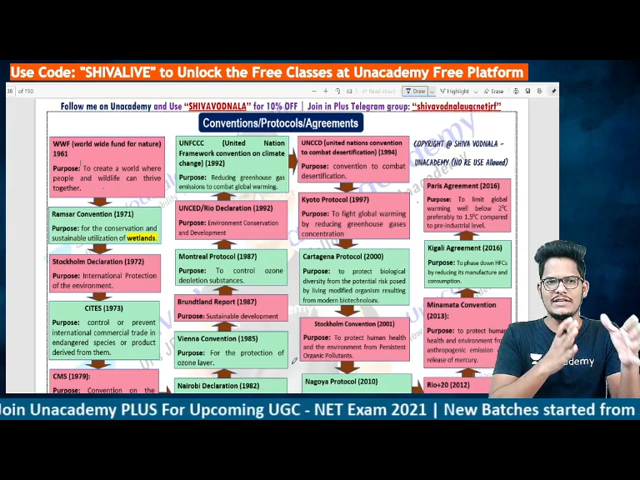 Use Code: "SHIVALIVE" to Unlock the Free Classes at Unacademy Free Platform
of 110
Draw
Highlight
Erase
Follow me on Unacademy and Use "SHIVAVODNALA" for 10% OFF | Join in Plus Telegram group: "shivavodnalaugcnetjrf"
Conventions/Protocols/Agreements
WWF (world wide fund for nature)
1961
Purpose: To create a world where
people and wildlife can thrive
together.
Ramsar Convention (1971)
Purpose: for the conservation and
sustainable utilization of wetlands.
Stockholm Declaration (1972)
Purpose: International Protection
of the environment.
CITES (1973)
Purpose: control or prevent
international commercial trade in
endangered species or product
derived from them.
CMS (1979):
Purpose: Convention on the
UNFCCC (United Nation
Framework convention on climate
change) (1992)
Purpose: Reducing greenhouse gas
emissions to combat global warming.
UNCED/Rio Declaration (1992)
Purpose: Environment Conservation
and Development
Montreal Protocol (1987)
Purpose: To control ozone
depletion substances.
Brundtland Report (1987)
Purpose: Sustainable development
Vienna Convention (1985)
Purpose: For the protection of
ozone layer.
Nairobi Declaration (1982)
UNCCD (united nations convention
to combat desertification) (1994)
Purpose: convention to combat
desertification.
Kyoto Protocol (1997)
Purpose: To fight global warming
by reducing greenhouse gases
concentration
Cartagena Protocol (2000)
Purpose: to protect biological
diversity from the potential risk posed
by living modified organism resulted
from modern biotechnology.
Stockholm Convention (2001)
Purpose: To protect human health
and the environment from Persistent
Organic Pollutants.
Nagoya Protocol (2010)
COPYRIGHT @ SHIVA VODNALA -
UNACADEMY (NO RE USE Allowed)
Paris Agreement (2016)
Purpose: To limit global
warming well below 2°C
preferably to 1.5°C compared
to pre-industrial level.
Kigali Agreement (2016)
Purpose: To phase down HFCs
by reducing its manufacture and
consumption.
Minamata Convention
(2013):
Purpose: to protect human
health and environment from
anthropogenic emission
release of mercury.
Rio+20 (2012)
Join Unacademy PLUS For Upcoming UGC - NET Exam 2021 | New Batches started from